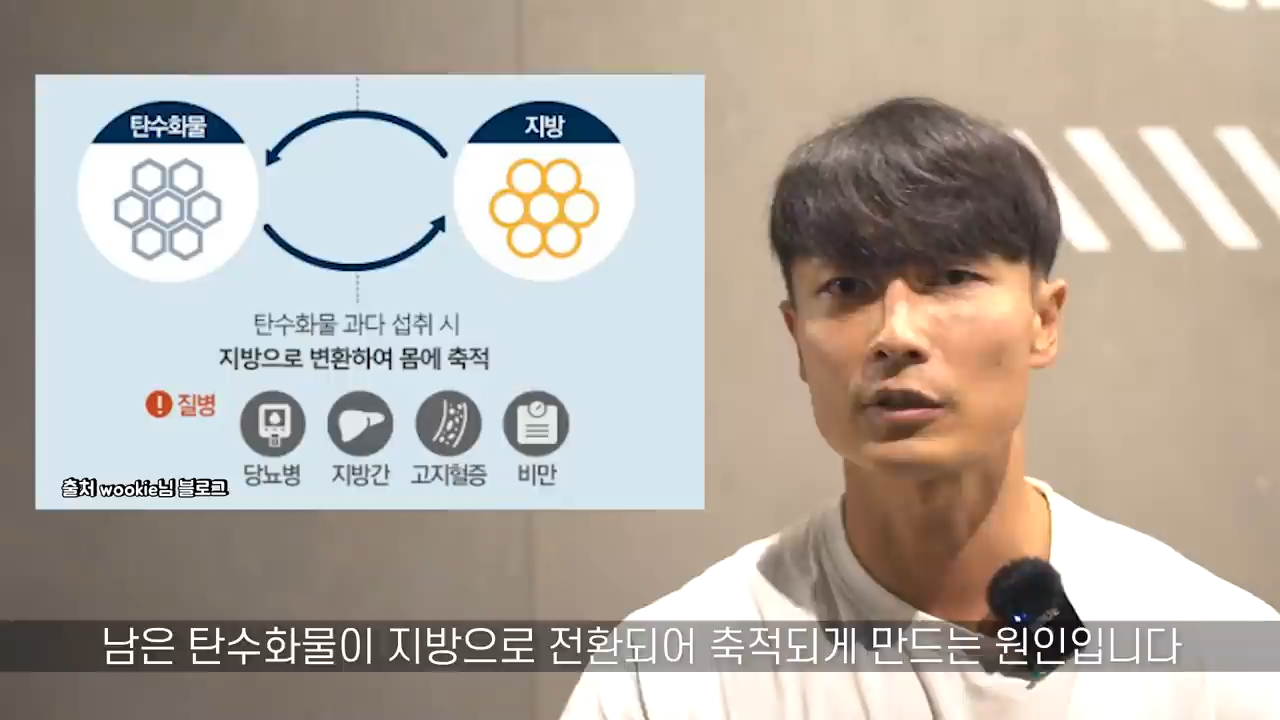 탄수화물
지방
탄수화물 과다 섭취 시
지방으로 변환하여 몸에 축적
! 질병
당뇨병 지방간 고지혈증 비만
출처 wookie님 블로그
남은 탄수화물이 지방으로 전환되어 축적되게 만드는 원인입니다